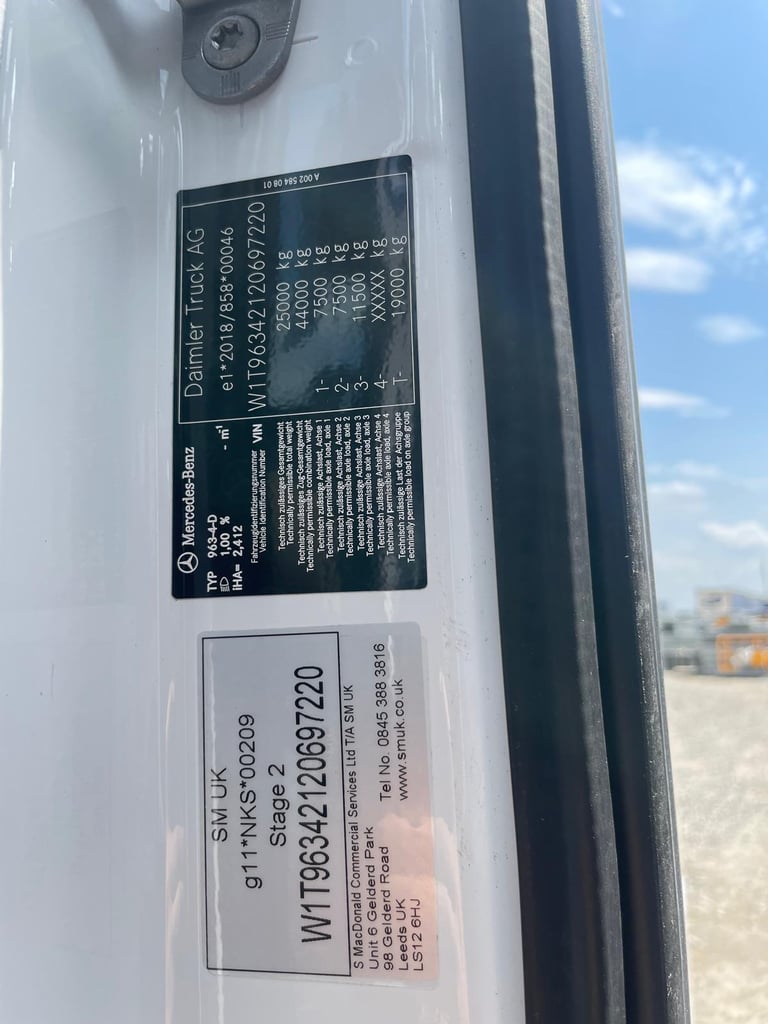 A 002 584 08 01
Mercedes-Benz
Daimler Truck AG
TYP 963-4-D
1,00 % - m¹
e1*2018/858*00046
iHA= 2,412
Fahrzeugidentifizierungsnummer
Vehicle Identification Number VIN W1T96342120697220
Technisch zulässiges Gesamtgewicht
Technically permissible total weight 25000 kg
Technisch zulässiges Zug-Gesamtgewicht
Technically permissible combination weight 44000 kg
Technisch zulässige Achslast, Achse 1
Technically permissible axle load, axle 1 1- 7500 kg
Technisch zulässige Achslast, Achse 2
Technically permissible axle load, axle 2 2- 7500 kg
Technisch zulässige Achslast, Achse 3
Technically permissible axle load, axle 3 3- 11500 kg
Technisch zulässige Achslast, Achse 4
Technically permissible axle load, axle 4 4- XXXXX kg
Technisch zulässige Last der Achsgruppe
Technically permissible load on axle group T- 19000 kg
SM UK
g11*NKS*00209
Stage 2
W1T96342120697220
S MacDonald Commercial Services Ltd T/A SM UK
Unit 6 Gelderd Park
98 Gelderd Road Tel No. 0845 388 3816
Leeds UK www.smuk.co.uk
LS12 6HJ